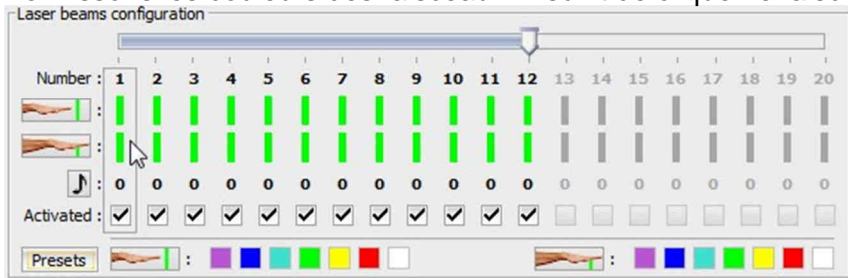 Laser beams configuration
Number : 1 2 3 4 5 6 7 8 9 10 11 12 13 14 15 16 17 18 19 20
:
:
: 0 0 0 0 0 0 0 0 0 0 0 0 0 0 0 0 0 0 0 0
Activated :
Presets : :